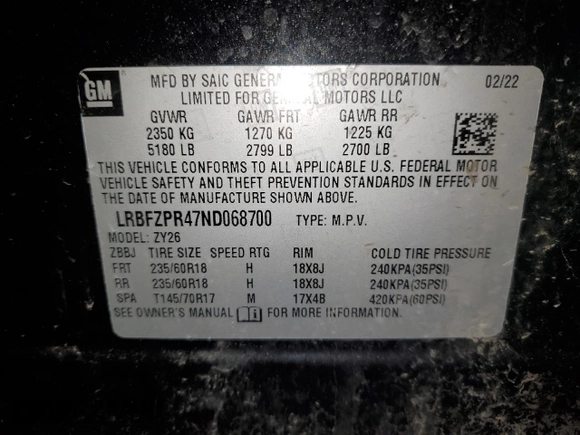 GM
MFD BY SAIC GENERAL MOTORS CORPORATION 02/22
LIMITED FOR GENERAL MOTORS LLC
GVWR GAWR FRT GAWR RR
2350 KG 1270 KG 1225 KG
5180 LB 2799 LB 2700 LB
THIS VEHICLE CONFORMS TO ALL APPLICABLE U.S. FEDERAL MOTOR
VEHICLE SAFETY AND THEFT PREVENTION STANDARDS IN EFFECT ON
THE DATE OF MANUFACTURE SHOWN ABOVE.
LRBFZPR47ND068700 TYPE: M.P.V.
MODEL: ZY26
ZBBJ TIRE SIZE SPEED RTG RIM COLD TIRE PRESSURE
FRT 235/60R18 H 18X8J 240KPA(35PSI)
RR 235/60R18 H 18X8J 240KPA(35PSI)
SPA T145/70R17 M 17X4B 420KPA(60PSI)
SEE OWNER'S MANUAL FOR MORE INFORMATION